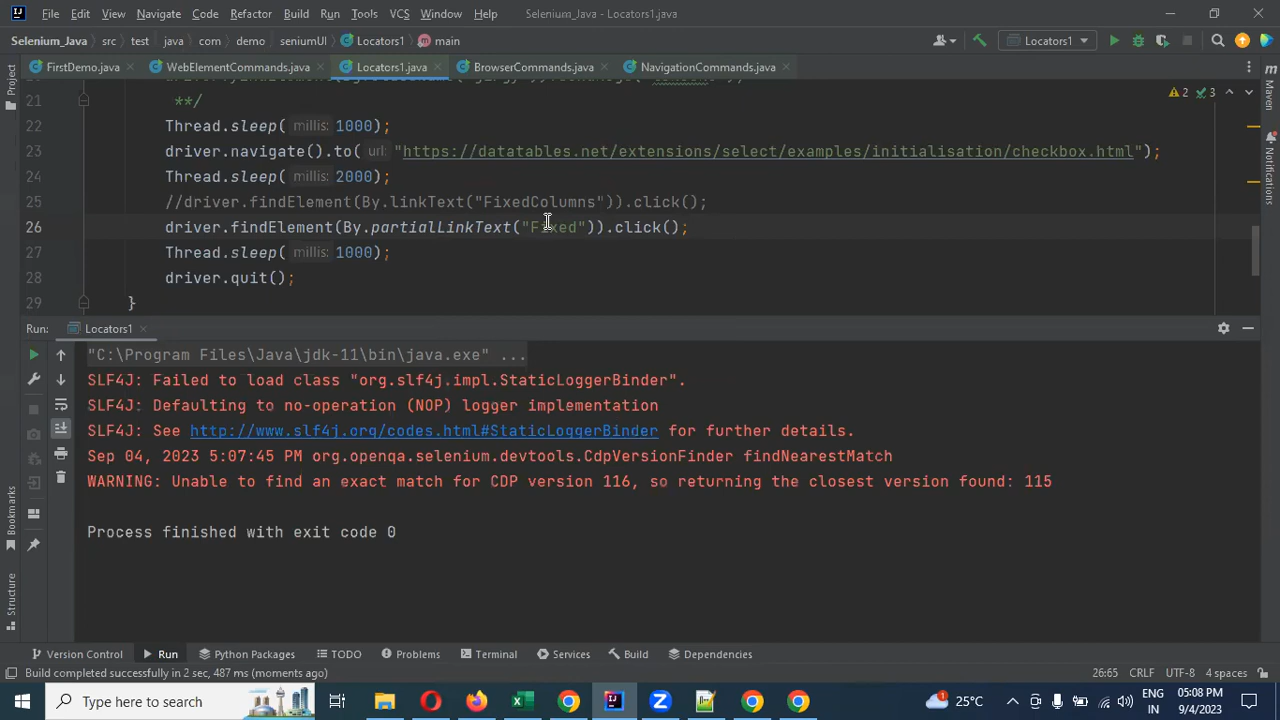 File Edit View Navigate Code Refactor Build Run Tools VCS Window Help Selenium_Java - Locators1.java
Selenium_Java src test java com demo seniumUI Locators1 main Locators1
FirstDemo.java WebElementCommands.java Locators1.java BrowserCommands.java NavigationCommands.java
Project
Maven
Notifications
2 3
21 **/
22 Thread.sleep( millis: 1000);
23 driver.navigate().to( url: "https://datatables.net/extensions/select/examples/initialisation/checkbox.html");
24 Thread.sleep( millis: 2000);
25 //driver.findElement(By.linkText("FixedColumns")).click();
26 driver.findElement(By.partialLinkText("Fixed")).click();
27 Thread.sleep( millis: 1000);
28 driver.quit();
29 }
Run: Locators1
"C:\Program Files\Java\jdk-11\bin\java.exe" ...
SLF4J: Failed to load class "org.slf4j.impl.StaticLoggerBinder".
SLF4J: Defaulting to no-operation (NOP) logger implementation
SLF4J: See http://www.slf4j.org/codes.html#StaticLoggerBinder for further details.
Sep 04, 2023 5:07:45 PM org.openqa.selenium.devtools.CdpVersionFinder findNearestMatch
WARNING: Unable to find an exact match for CDP version 116, so returning the closest version found: 115
Process finished with exit code 0
Bookmarks
Structure
Version Control Run Python Packages TODO Problems Terminal Services Build Dependencies
Build completed successfully in 2 sec, 487 ms (moments ago) 26:65 CRLF UTF-8 4 spaces
Type here to search 25°C ENG 05:08 PM
IN 9/4/2023